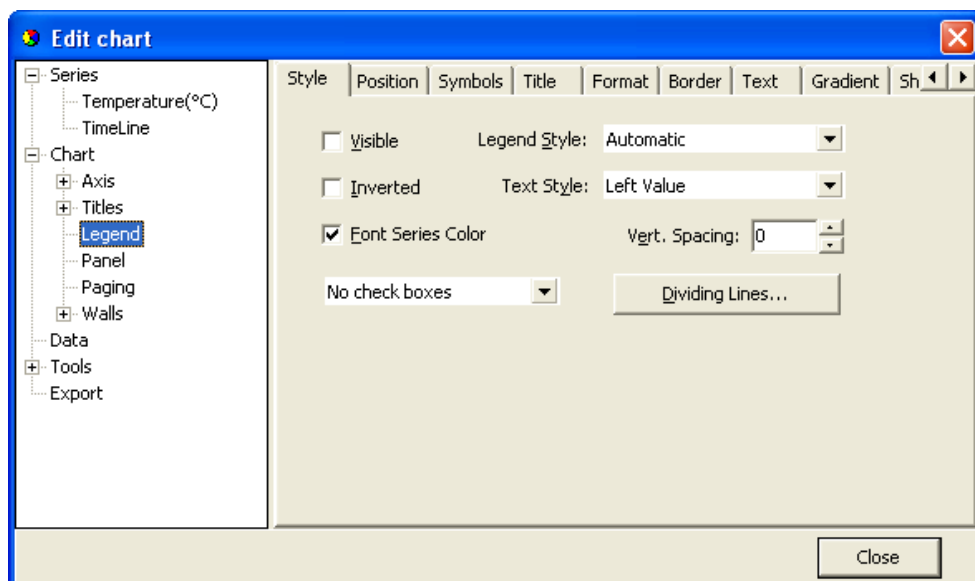 Edit chart
Series
Temperature(°C)
TimeLine
Chart
Axis
Titles
Legend
Panel
Paging
Walls
Data
Tools
Export
Style Position Symbols Title Format Border Text Gradient Sh
Visible Legend Style: Automatic
Inverted Text Style: Left Value
Font Series Color Vert. Spacing: 0
No check boxes Dividing Lines...
Close